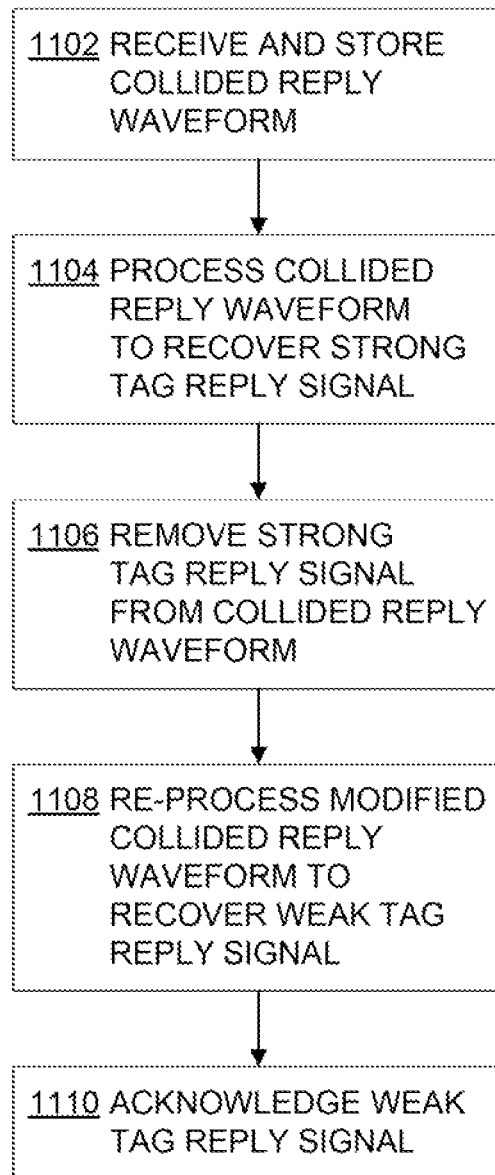 1102 RECEIVE AND STORE
COLLIDED REPLY
WAVEFORM
1104 PROCESS COLLIDED
REPLY WAVEFORM
TO RECOVER STRONG
TAG REPLY SIGNAL
1106 REMOVE STRONG
TAG REPLY SIGNAL
FROM COLLIDED REPLY
WAVEFORM
1108 RE-PROCESS MODIFIED
COLLIDED REPLY
WAVEFORM TO
RECOVER WEAK TAG
REPLY SIGNAL
1110 ACKNOWLEDGE WEAK
TAG REPLY SIGNAL